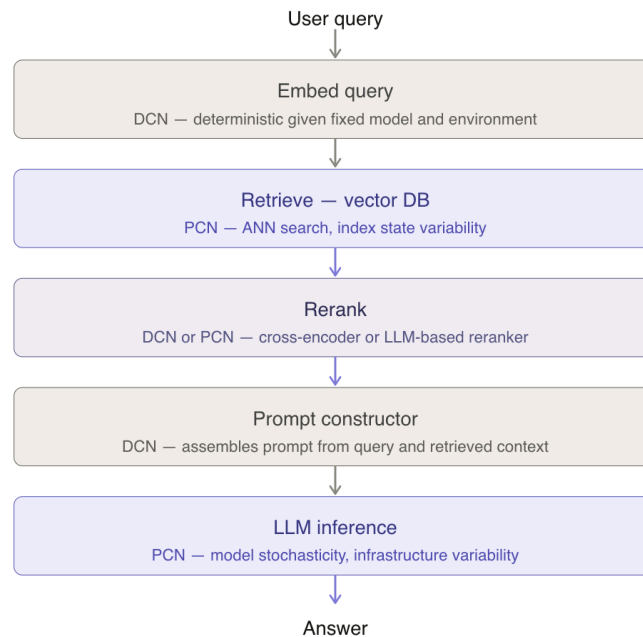 User query
Embed query
DCN — deterministic given fixed model and environment
Retrieve — vector DB
PCN — ANN search, index state variability
Rerank
DCN or PCN — cross-encoder or LLM-based reranker
Prompt constructor
DCN — assembles prompt from query and retrieved context
LLM inference
PCN — model stochasticity, infrastructure variability
Answer